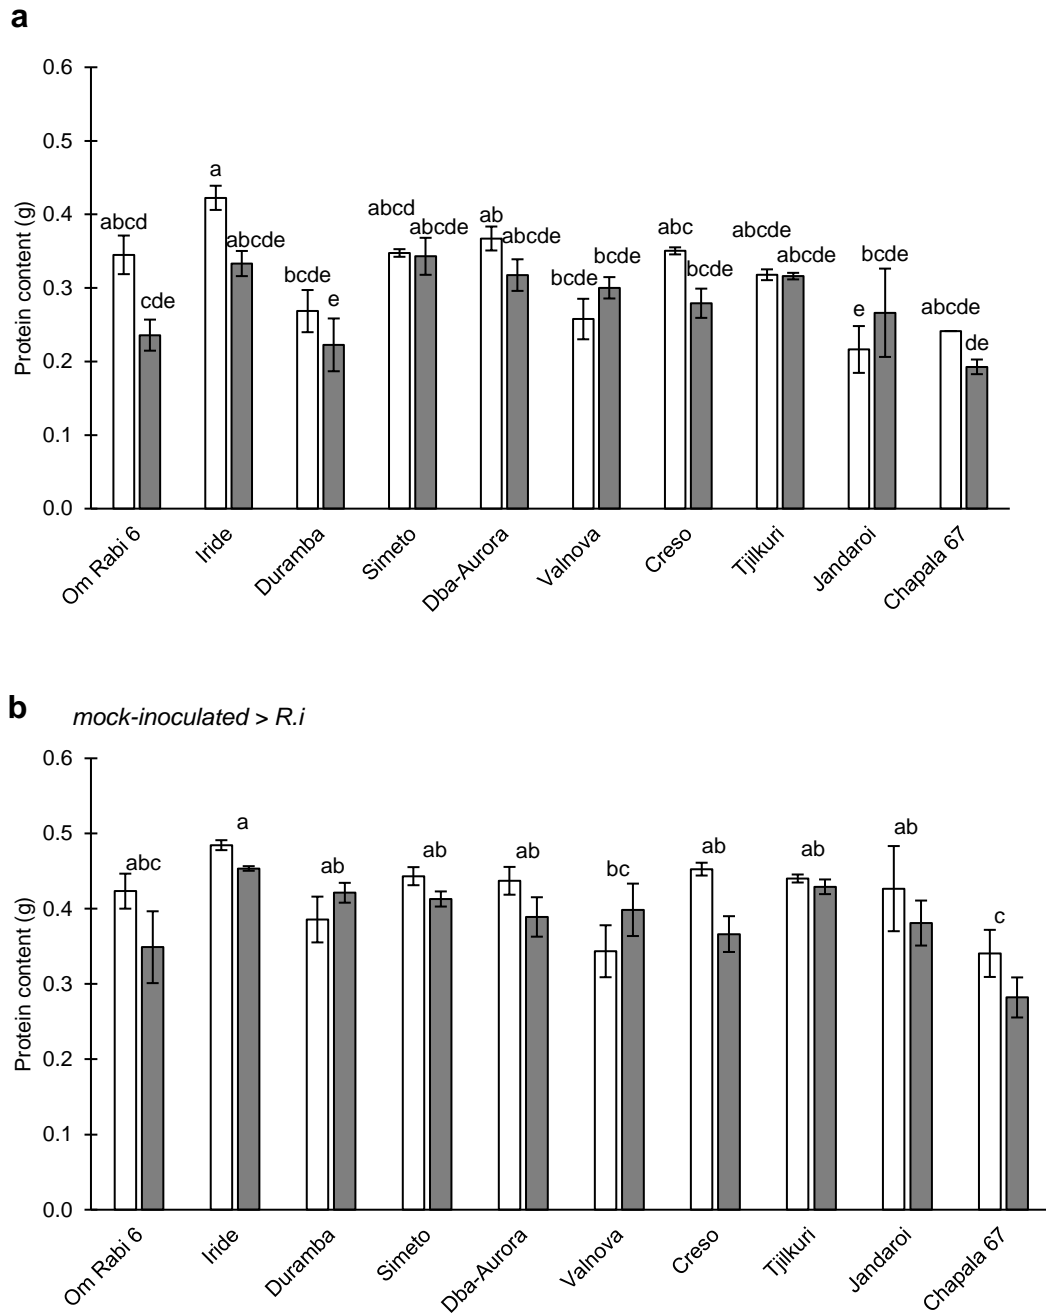 a
Protein content (g)
0.6
0.5
0.4
0.3
0.2
0.1
0.0
abcd
cde
a
abcde
bcde
e
abcd
abcde
ab
abcde
bcde
bcde
abc
bcde
abcde
abcde
e
bcde
abcde
de
Om Rabi 6
Iride
Duramba
Simeto
Dba-Aurora
Valnova
Creso
Tjilkuri
Jandaroi
Chapala 67
b
mock-inoculated > R.i
Protein content (g)
0.6
0.5
0.4
0.3
0.2
0.1
0.0
abc
a
ab
ab
ab
bc
ab
ab
ab
c
Om Rabi 6
Iride
Duramba
Simeto
Dba-Aurora
Valnova
Creso
Tjilkuri
Jandaroi
Chapala 67